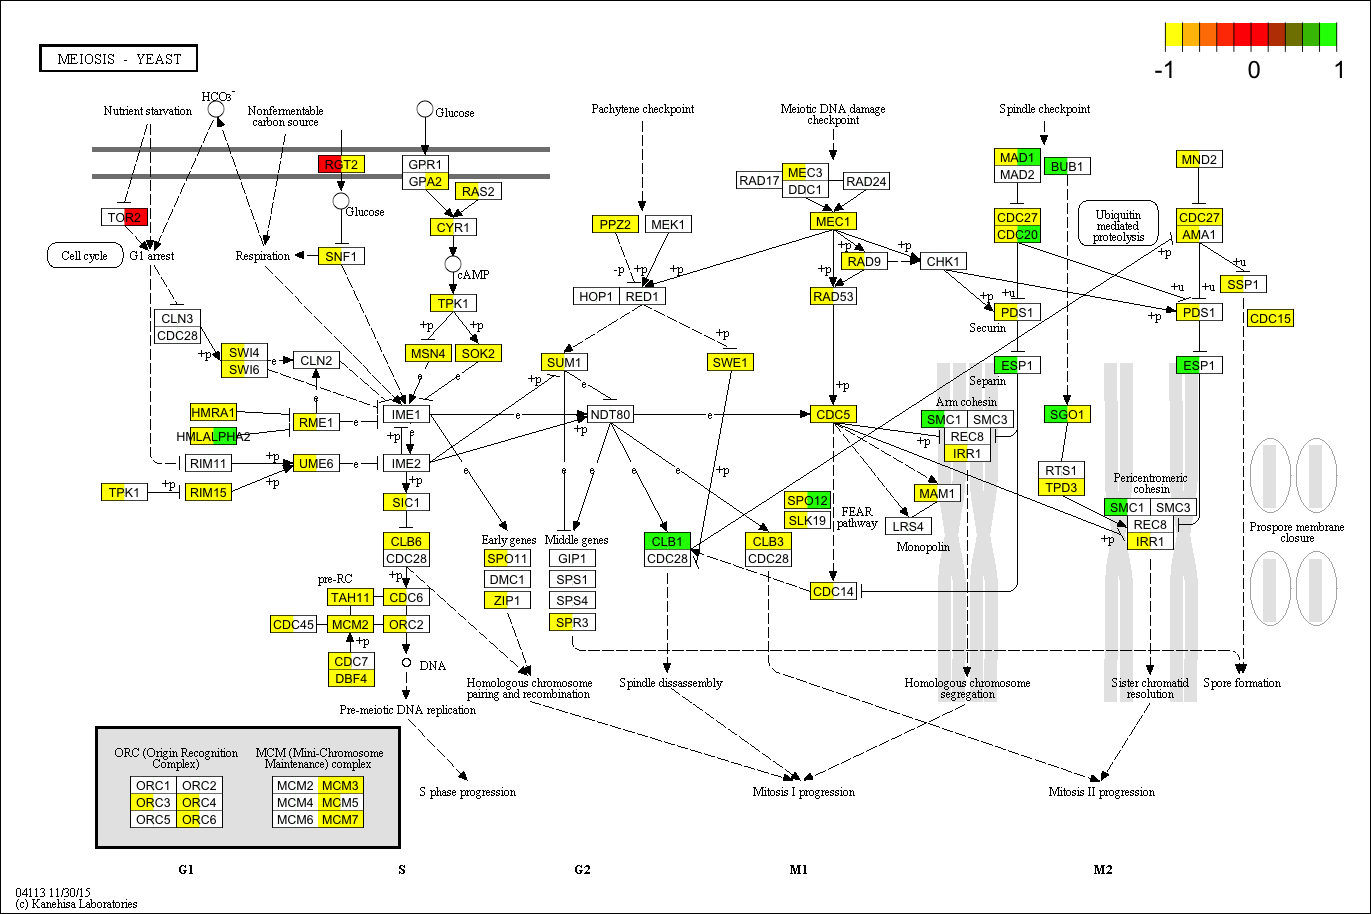 MEIOSIS - YEAST
-1 0 1
Nutrient starvation
HCO3-
Nonfermentable
carbon source
Glucose
Pachytene checkpoint
Meiotic DNA damage
checkpoint
Spindle checkpoint
RGT2
GPR1
GPA2
RAS2
TOR2
Glucose
CYR1
Cell cycle
G1 arrest
Respiration
SNF1
cAMP
TPK1
+p +p
MSN4
SOK2
e e
PPZ2
MEK1
-p +p +p
HOP1
RED1
+p
SUM1
SWE1
+p
e
RAD17
MEC3
DDC1
RAD24
MEC1
+p +p +p
RAD9
CHK1
RAD53
+p
MAD1
MAD2
BUB1
MND2
CDC27
CDC20
Ubiquitin
mediated
proteolysis
CDC27
AMA1
+p
+u
SSP1
+u +u
+p
PDS1
Securin
+p
PDS1
CDC15
ESP1
Separin
ESP1
CLN3
CDC28
+p
SWI4
SWI6
e
CLN2
e
HMRA1
HMLALPHA2
RME1
e
IME1
e
NDT80
e
CDC5
+p
+p
RIM11
+p
UME6
e
IME2
TPK1
+p
RIM15
+p
+p
SIC1
e
e e
+p
e e
Arm cohesin
SMC1
SMC3
REC8
IRR1
+p
SGO1
RTS1
TPD3
Pericentromeric
cohesin
SMC1
SMC3
REC8
IRR1
+p
MAM1
LRS4
Monopolin
SPO12
SLK19
FEAR
pathway
CLB6
CDC28
+p
Early genes
SPO11
DMC1
ZIP1
Middle genes
GIP1
SPS1
SPS4
SPR3
CLB1
CDC28
CLB3
CDC28
CDC14
Prospore membrane
closure
pre-RC
TAH11
CDC6
CDC45
MCM2
ORC2
+p
CDC7
DBF4
DNA
Pre-meiotic DNA replication
Homologous chromosome
pairing and recombination
Spindle disassembly
Homologous chromosome
segregation
Sister chromatid
resolution
Spore formation
ORC (Origin Recognition
Complex)
ORC1 ORC2
ORC3 ORC4
ORC5 ORC6
MCM (Mini-Chromosome
Maintenance) complex
MCM2 MCM3
MCM4 MCM5
MCM6 MCM7
S phase progression
Mitosis I progression
Mitosis II progression
G1 S G2 M1 M2
04113 11/30/15
(c) Kanehisa Laboratories